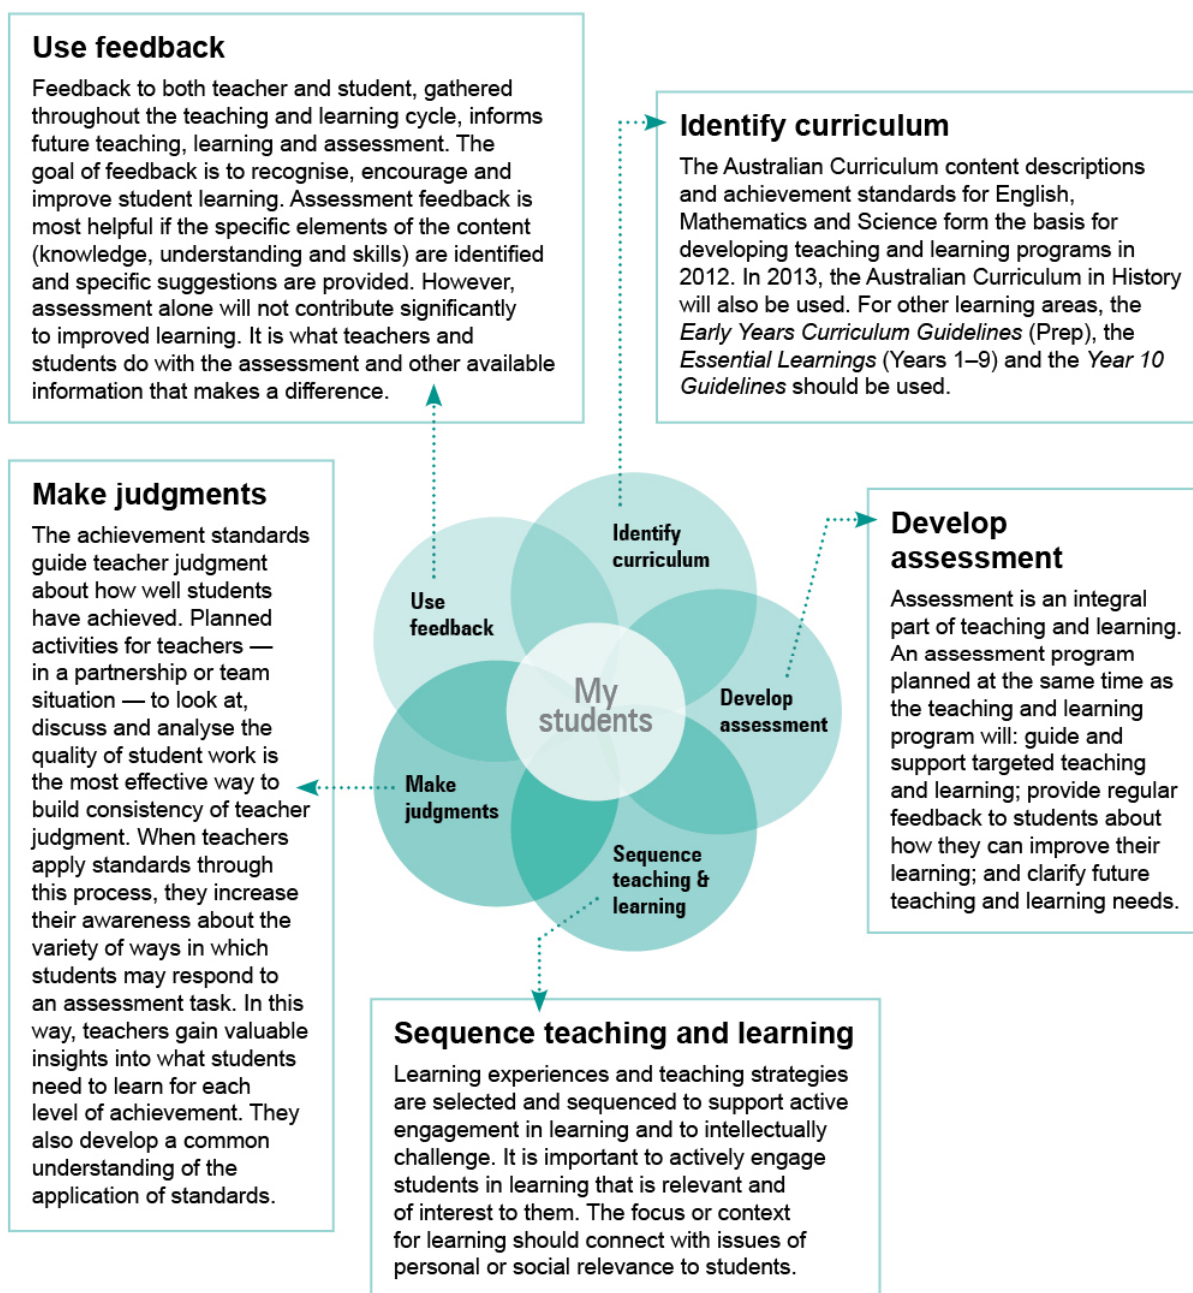 Use feedback
Feedback to both teacher and student, gathered
throughout the teaching and learning cycle, informs
future teaching, learning and assessment. The
goal of feedback is to recognise, encourage and
improve student learning. Assessment feedback is
most helpful if the specific elements of the content
(knowledge, understanding and skills) are identified
and specific suggestions are provided. However,
assessment alone will not contribute significantly
to improved learning. It is what teachers and
students do with the assessment and other available
information that makes a difference.
Identify curriculum
The Australian Curriculum content descriptions
and achievement standards for English,
Mathematics and Science form the basis for
developing teaching and learning programs in
2012. In 2013, the Australian Curriculum in History
will also be used. For other learning areas, the
Early Years Curriculum Guidelines (Prep), the
Essential Learnings (Years 1–9) and the Year 10
Guidelines should be used.
Make judgments
The achievement standards
guide teacher judgment
about how well students
have achieved. Planned
activities for teachers —
in a partnership or team
situation — to look at,
discuss and analyse the
quality of student work is
the most effective way to
build consistency of teacher
judgment. When teachers
apply standards through
this process, they increase
their awareness about the
variety of ways in which
students may respond to
an assessment task. In this
way, teachers gain valuable
insights into what students
need to learn for each
level of achievement. They
also develop a common
understanding of the
application of standards.
Identify
curriculum
Use
feedback
My
students
Develop
assessment
Make
judgments
Sequence
teaching &
learning
Develop
assessment
Assessment is an integral
part of teaching and learning.
An assessment program
planned at the same time as
the teaching and learning
program will: guide and
support targeted teaching
and learning; provide regular
feedback to students about
how they can improve their
learning; and clarify future
teaching and learning needs.
Sequence teaching and learning
Learning experiences and teaching strategies
are selected and sequenced to support active
engagement in learning and to intellectually
challenge. It is important to actively engage
students in learning that is relevant and
of interest to them. The focus or context
for learning should connect with issues of
personal or social relevance to students.